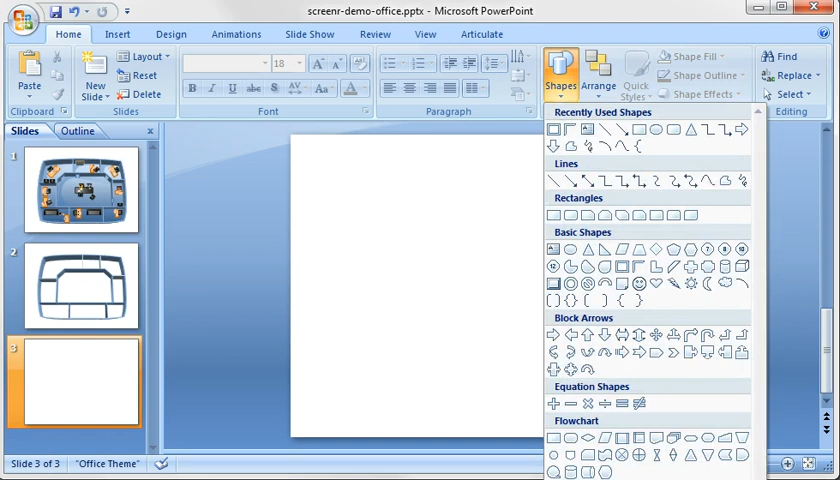 screenr-demo-office.pptx - Microsoft PowerPoint
Home Insert Design Animations Slide Show Review View Articulate
Paste
New Slide
Layout
Reset
Delete
18
B I U abc S AV Aa A
Shapes
Arrange
Quick Styles
Shape Fill
Shape Outline
Shape Effects
Find
Replace
Select
Clipboard Slides Font Paragraph Editing
Slides Outline x
Recently Used Shapes
Lines
Rectangles
Basic Shapes
Block Arrows
Equation Shapes
Flowchart
1
2
3
Slide 3 of 3 "Office Theme"